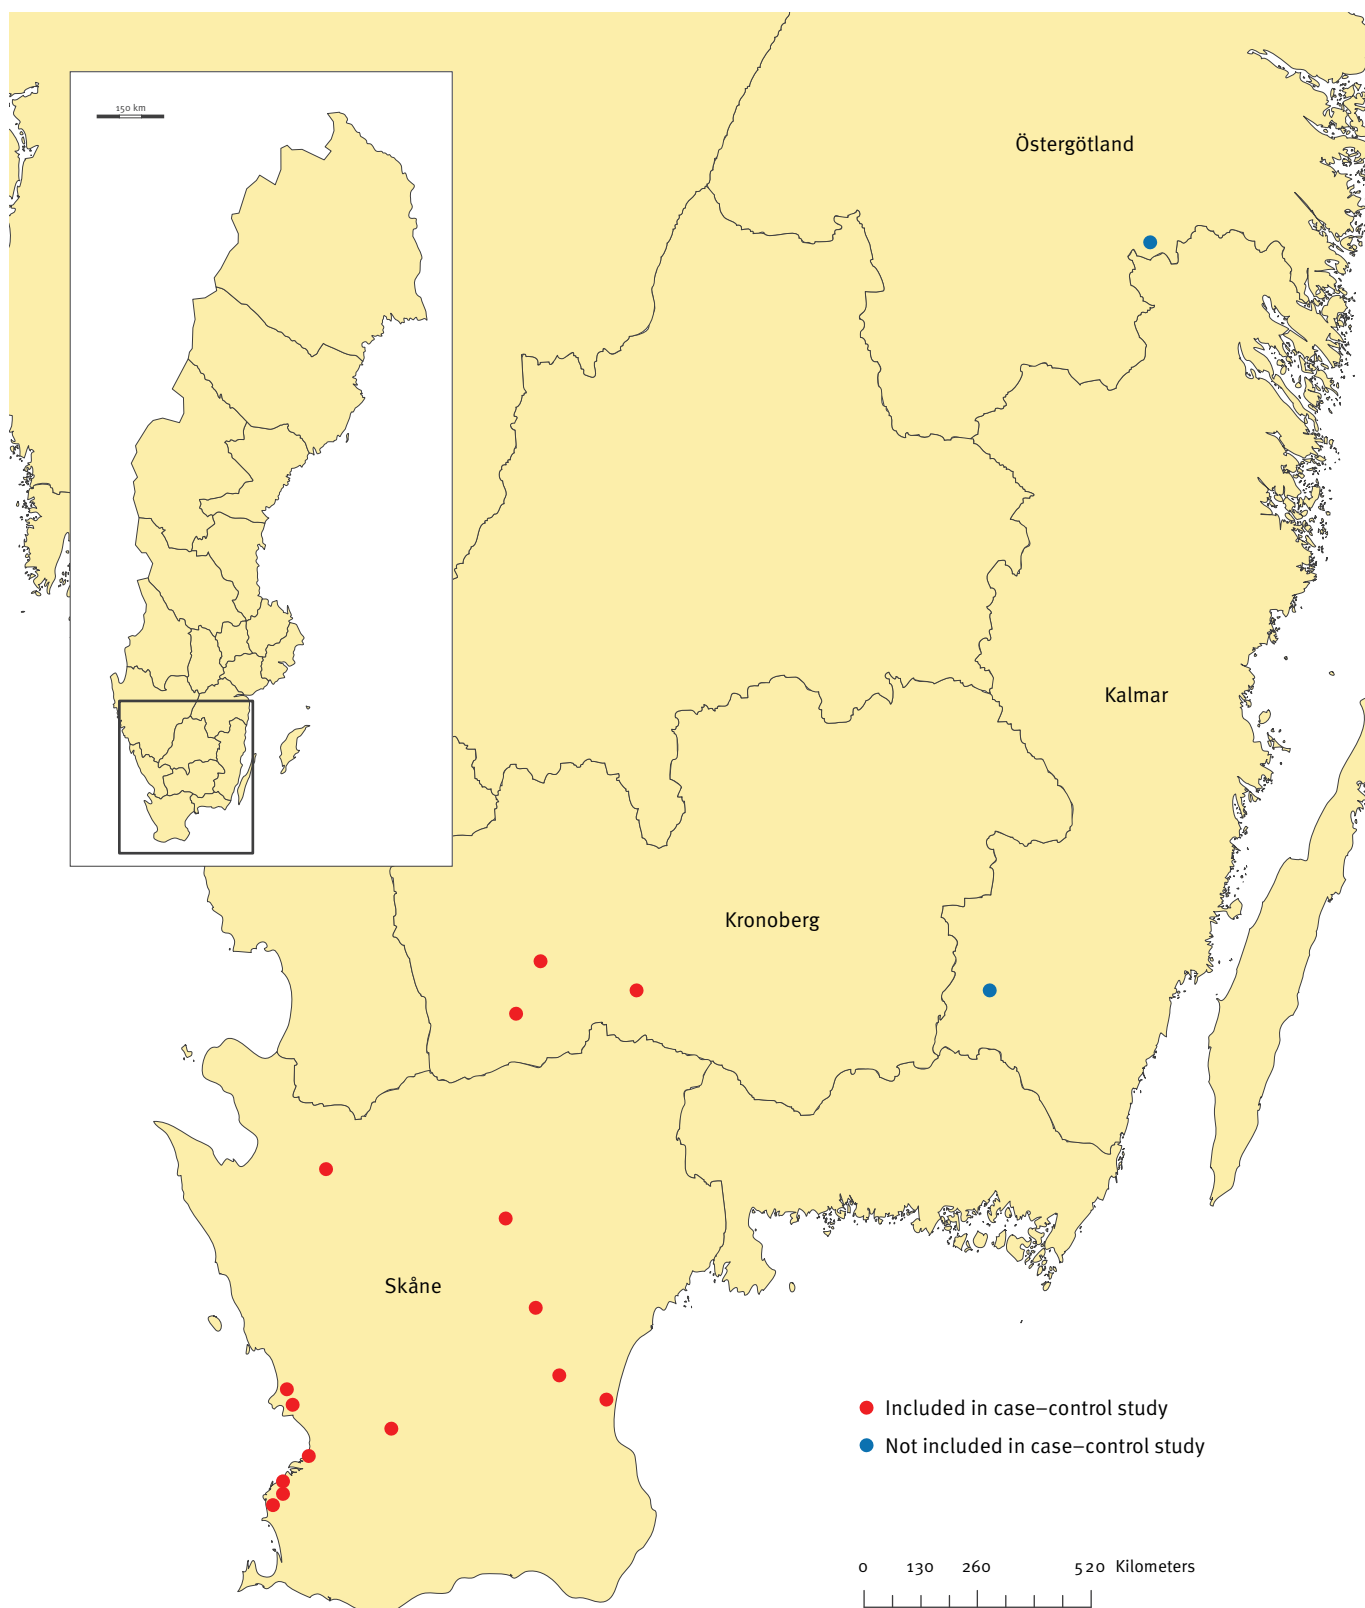 150 km
Östergötland
Kalmar
Kronoberg
Skåne
Included in case–control study
Not included in case–control study
0 130 260 520 Kilometers